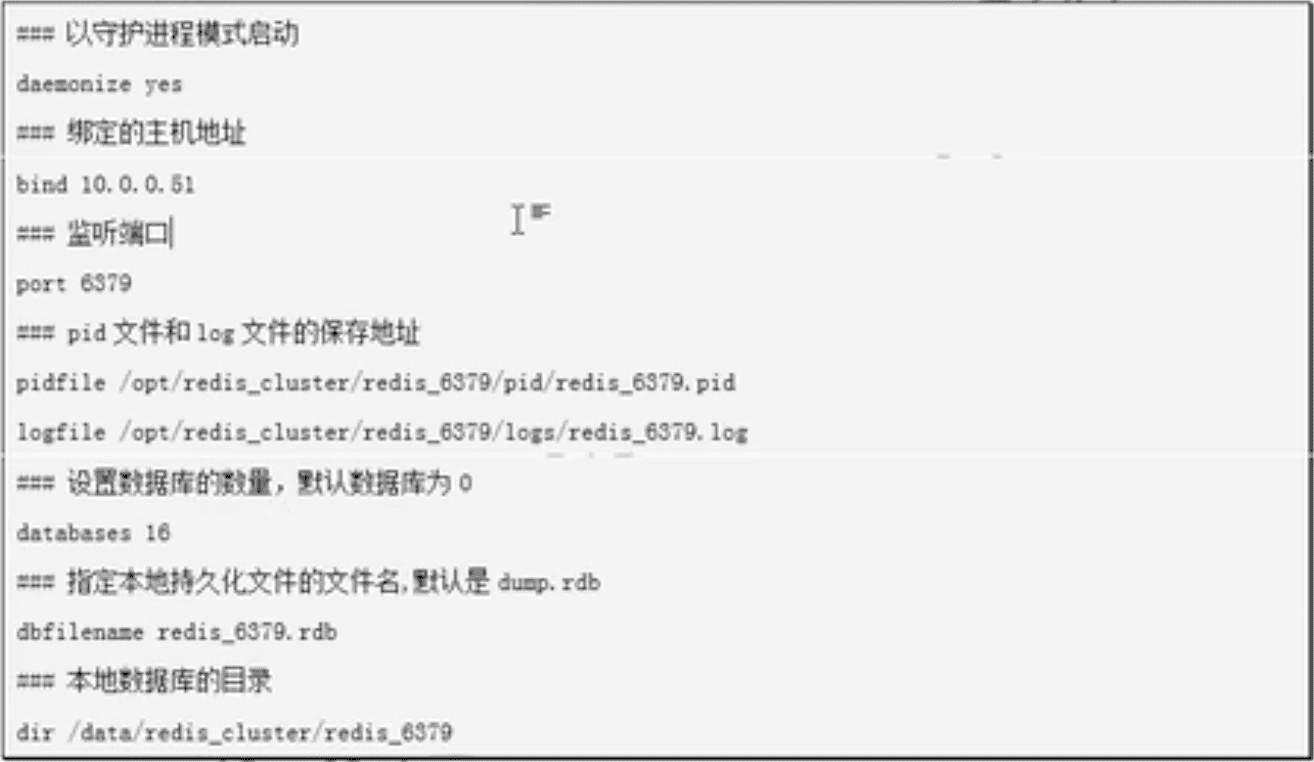 ### 以守护进程模式启动
daemonize yes
### 绑定的主机地址
bind 10.0.0.51
### 监听端口
port 6379
### pid 文件和 log 文件的保存地址
pidfile /opt/redis_cluster/redis_6379/pid/redis_6379.pid
logfile /opt/redis_cluster/redis_6379/logs/redis_6379.log
### 设置数据库的数量，默认数据库为 0
databases 16
### 指定本地持久化文件的文件名,默认是 dump.rdb
dbfilename redis_6379.rdb
### 本地数据库的目录
dir /data/redis_cluster/redis_6379